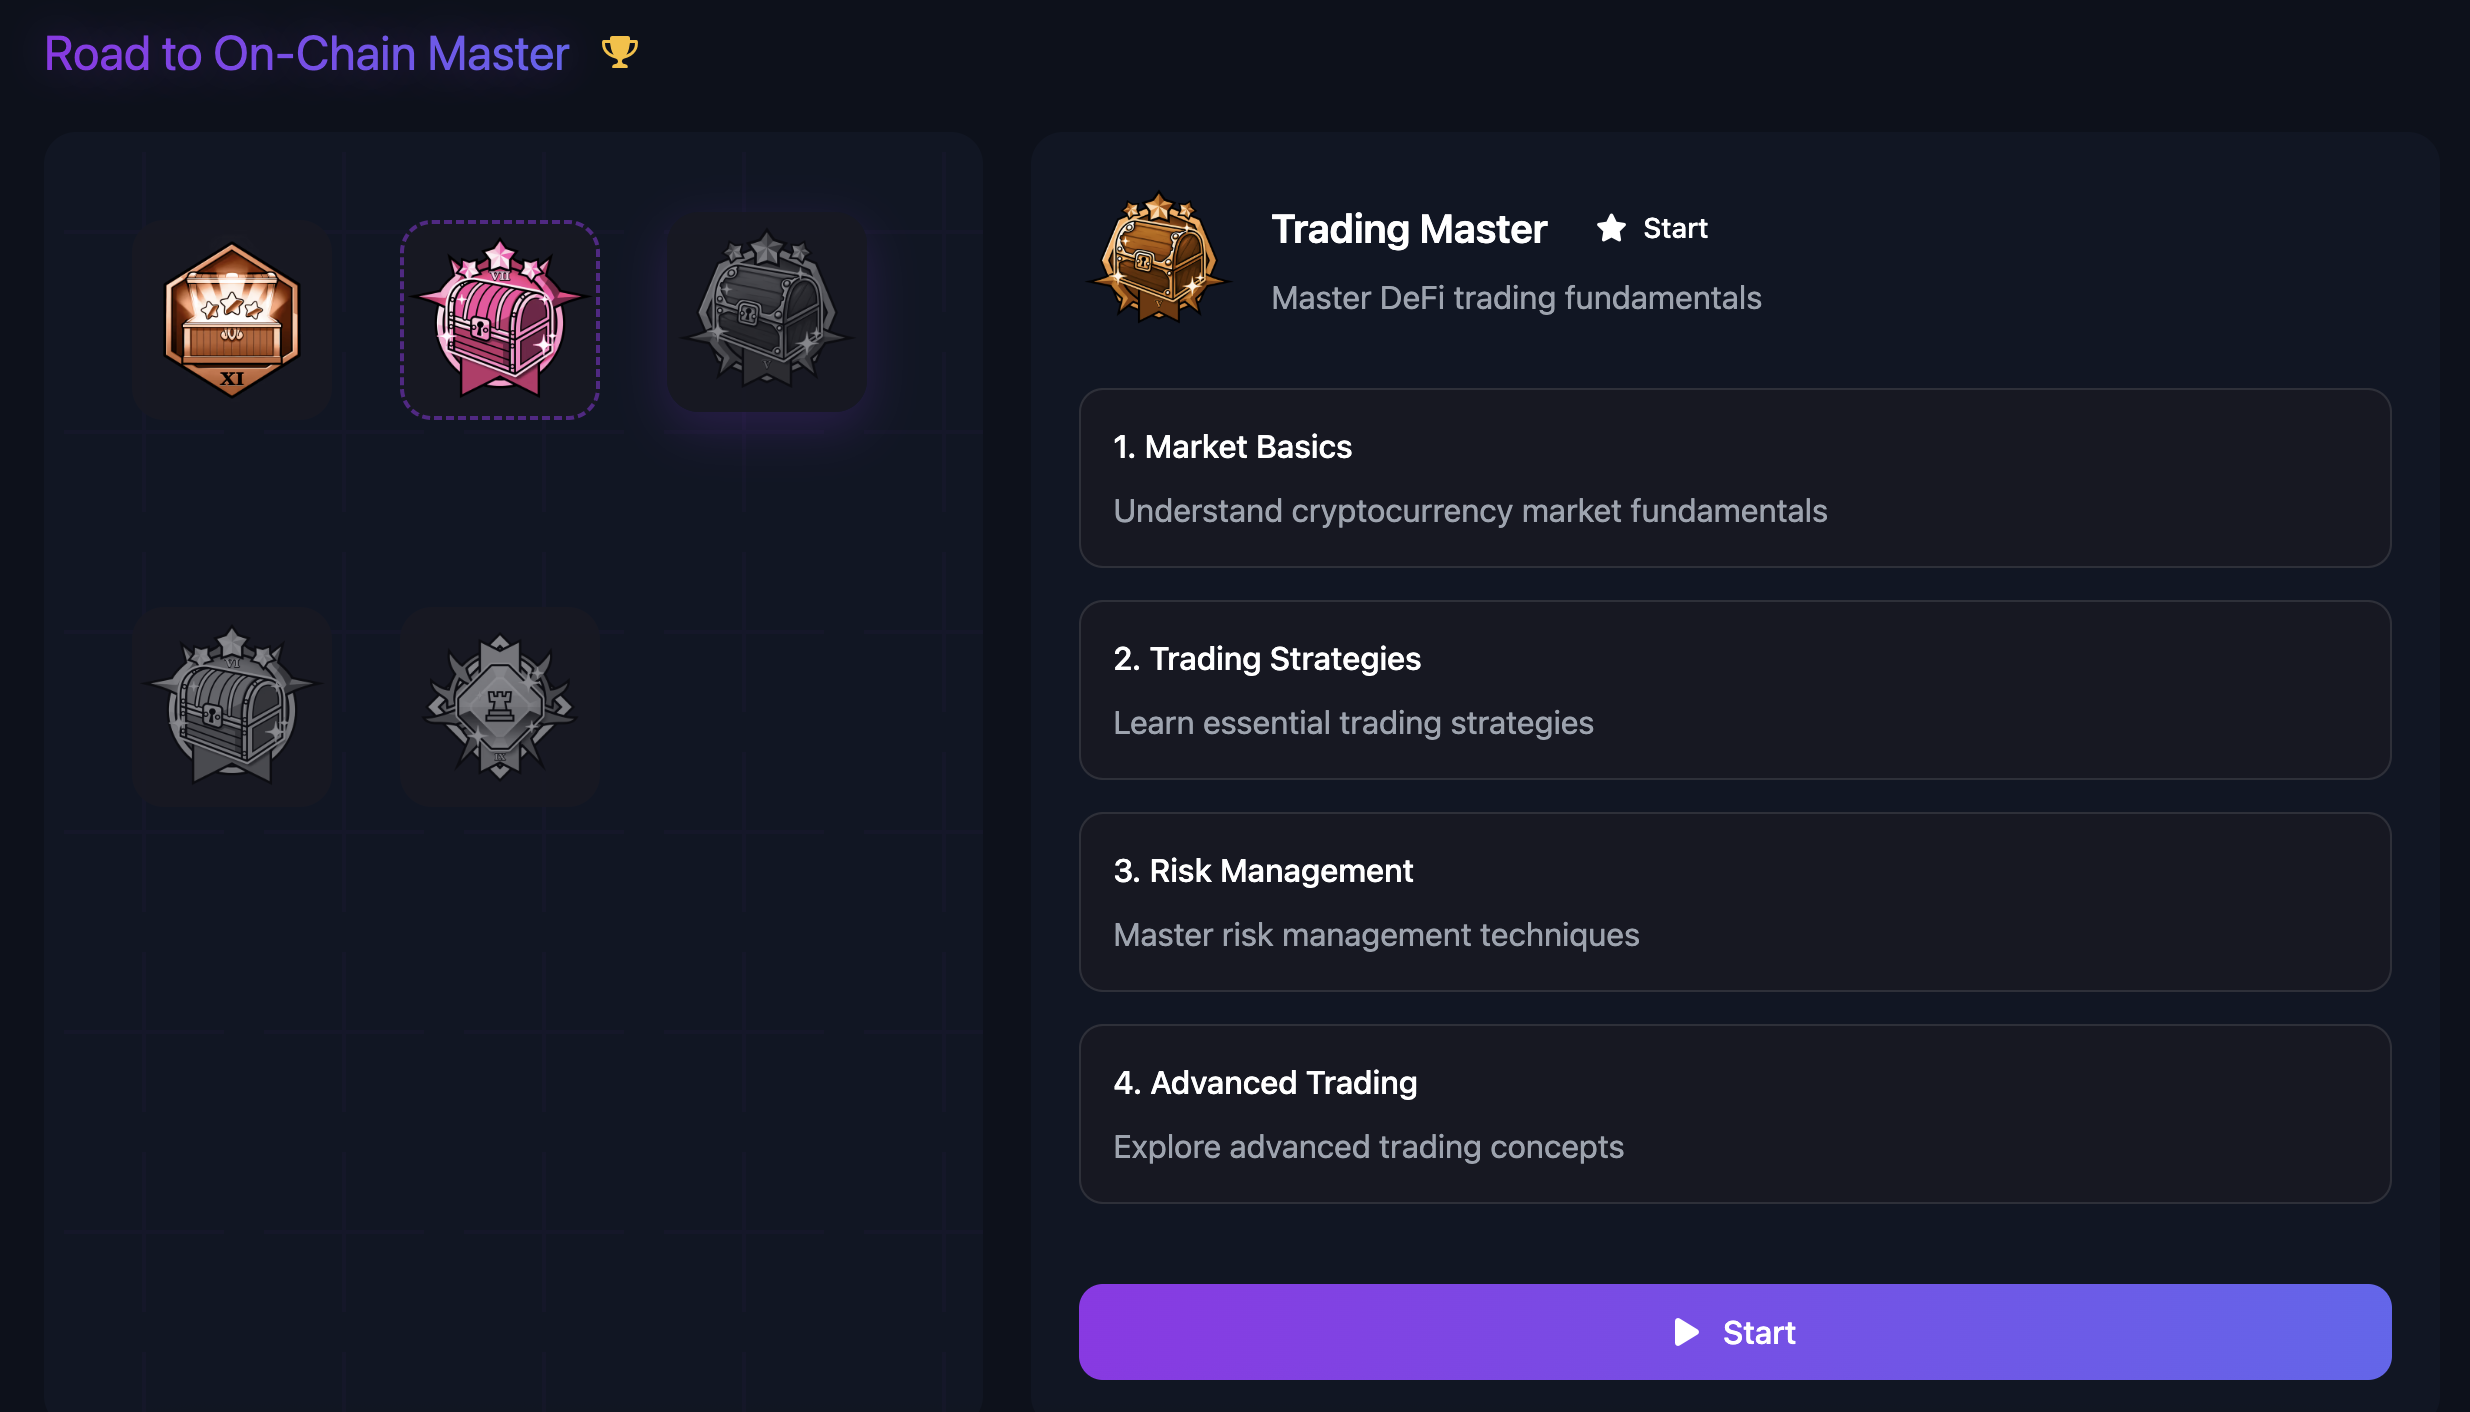 Road to On-Chain Master
XI
VII
V
VI
IX
Trading Master
Start
Master DeFi trading fundamentals
V
1. Market Basics
Understand cryptocurrency market fundamentals
2. Trading Strategies
Learn essential trading strategies
3. Risk Management
Master risk management techniques
4. Advanced Trading
Explore advanced trading concepts
Start